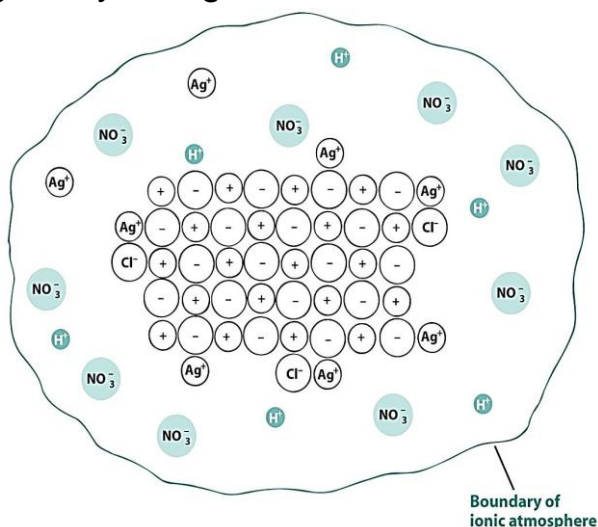 H⁺
Ag⁺
NO₃⁻
NO₃⁻
NO₃⁻
H⁺
Ag⁺
NO₃⁻
Ag⁺
+ - + - + - + - Ag⁺
H⁺
Ag⁺ - + - + - + - + Cl⁻
Cl⁻ + - + - + - + -
NO₃⁻
NO₃⁻
- + - + - + - +
H⁺
+ - + - + - + - Ag⁺
NO₃⁻
Ag⁺
Cl⁻ Ag⁺
H⁺
NO₃⁻
H⁺
NO₃⁻
Boundary of
ionic atmosphere